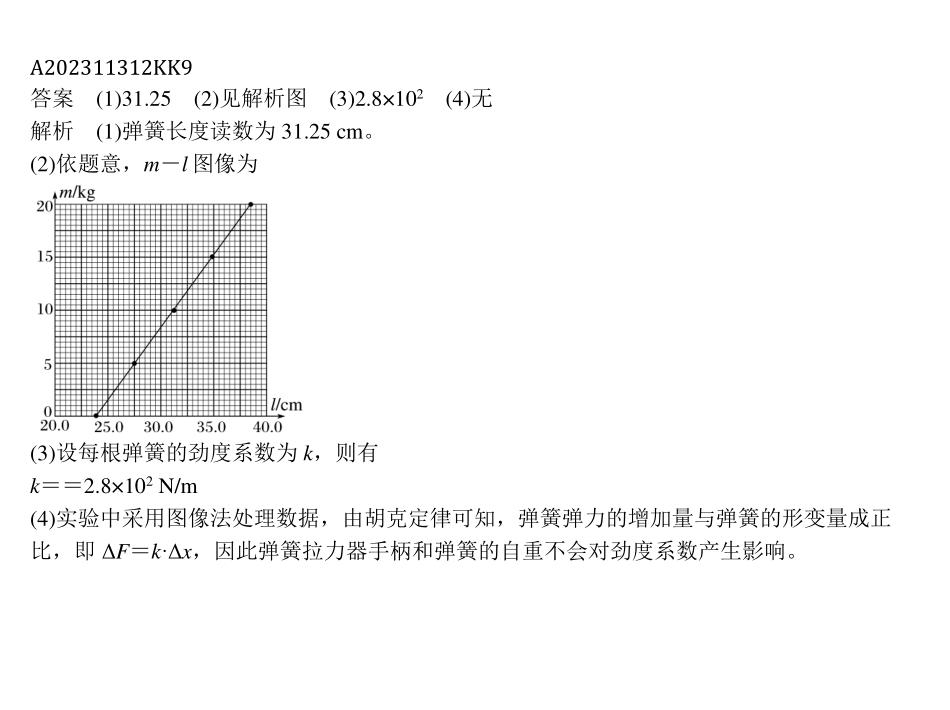 A202311312KK9
答案 (1)31.25 (2)见解析图 (3)2.8×10² (4)无
解析 (1)弹簧长度读数为 31.25 cm。
(2)依题意，m－l 图像为
m/kg
20
15
10
5
0
l/cm
20.0 25.0 30.0 35.0 40.0
(3)设每根弹簧的劲度系数为 k，则有
k＝＝2.8×10² N/m
(4)实验中采用图像法处理数据，由胡克定律可知，弹簧弹力的增加量与弹簧的形变量成正
比，即 ΔF＝k·Δx，因此弹簧拉力器手柄和弹簧的自重不会对劲度系数产生影响。